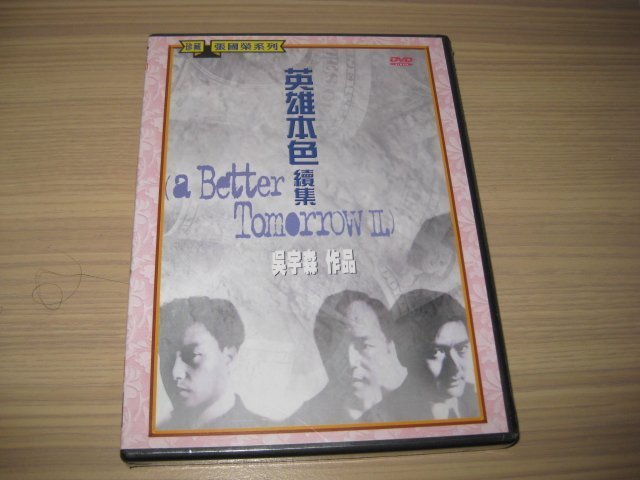 珍藏 張國榮系列
DVD
英雄本色
續集
(a Better
Tomorrow II)
吳宇森 作品